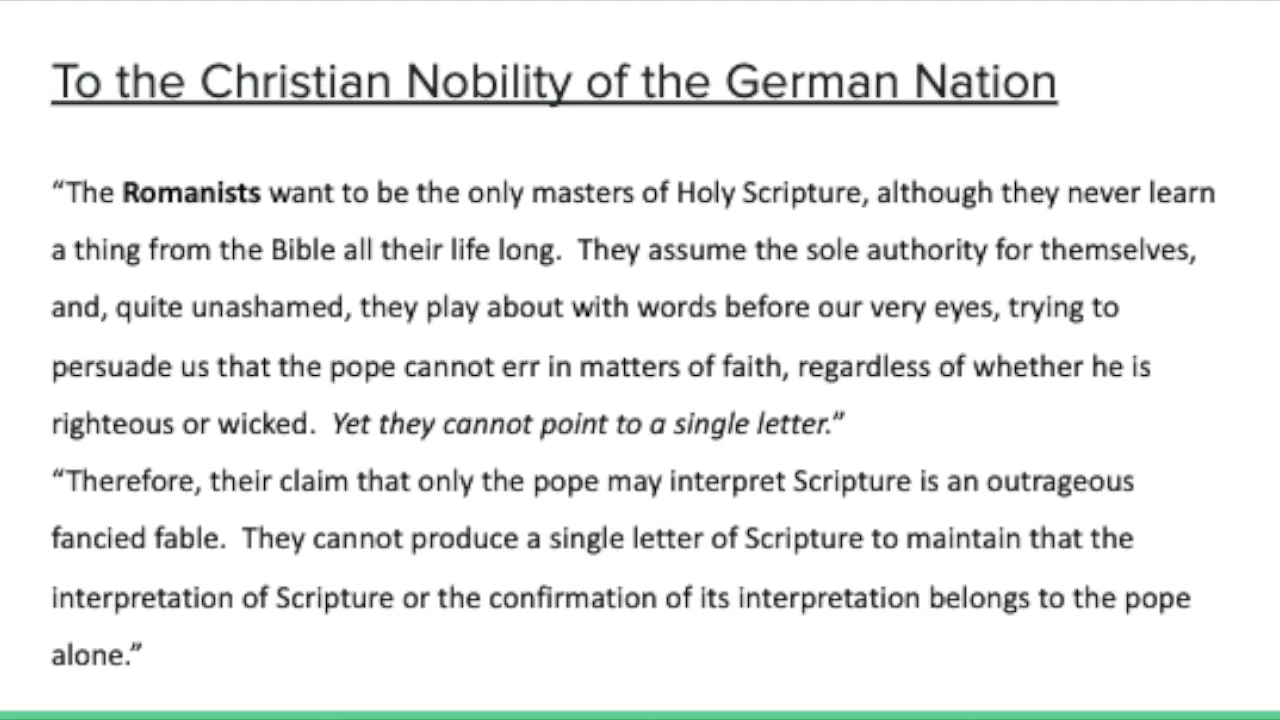 To the Christian Nobility of the German Nation
“The Romanists want to be the only masters of Holy Scripture, although they never learn
a thing from the Bible all their life long.  They assume the sole authority for themselves,
and, quite unashamed, they play about with words before our very eyes, trying to
persuade us that the pope cannot err in matters of faith, regardless of whether he is
righteous or wicked.  Yet they cannot point to a single letter.”
“Therefore, their claim that only the pope may interpret Scripture is an outrageous
fancied fable.  They cannot produce a single letter of Scripture to maintain that the
interpretation of Scripture or the confirmation of its interpretation belongs to the pope
alone.”